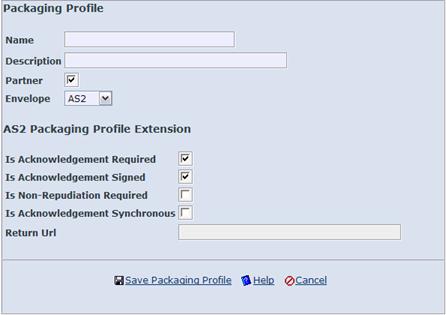 Packaging Profile
Name
Description
Partner
Envelope AS2
AS2 Packaging Profile Extension
Is Acknowledgement Required
Is Acknowledgement Signed
Is Non-Repudiation Required
Is Acknowledgement Synchronous
Return Url
Save Packaging Profile Help Cancel